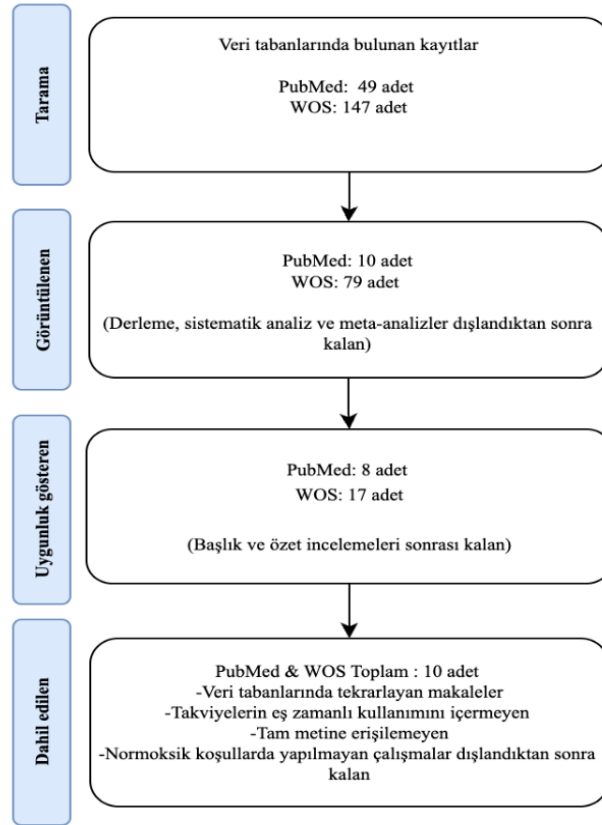 Tarama
Veri tabanlarında bulunan kayıtlar
PubMed: 49 adet
WOS: 147 adet
Görüntülenen
PubMed: 10 adet
WOS: 79 adet
(Derleme, sistematik analiz ve meta-analizler dışlandıktan sonra
kalan)
Uygunluk gösteren
PubMed: 8 adet
WOS: 17 adet
(Başlık ve özet incelemeleri sonrası kalan)
Dahil edilen
PubMed & WOS Toplam : 10 adet
-Veri tabanlarında tekrarlayan makaleler
-Takviyelerin eş zamanlı kullanımını içermeyen
-Tam metine erişilemeyen
-Normoksik koşullarda yapılmayan çalışmalar dışlandıktan sonra
kalan